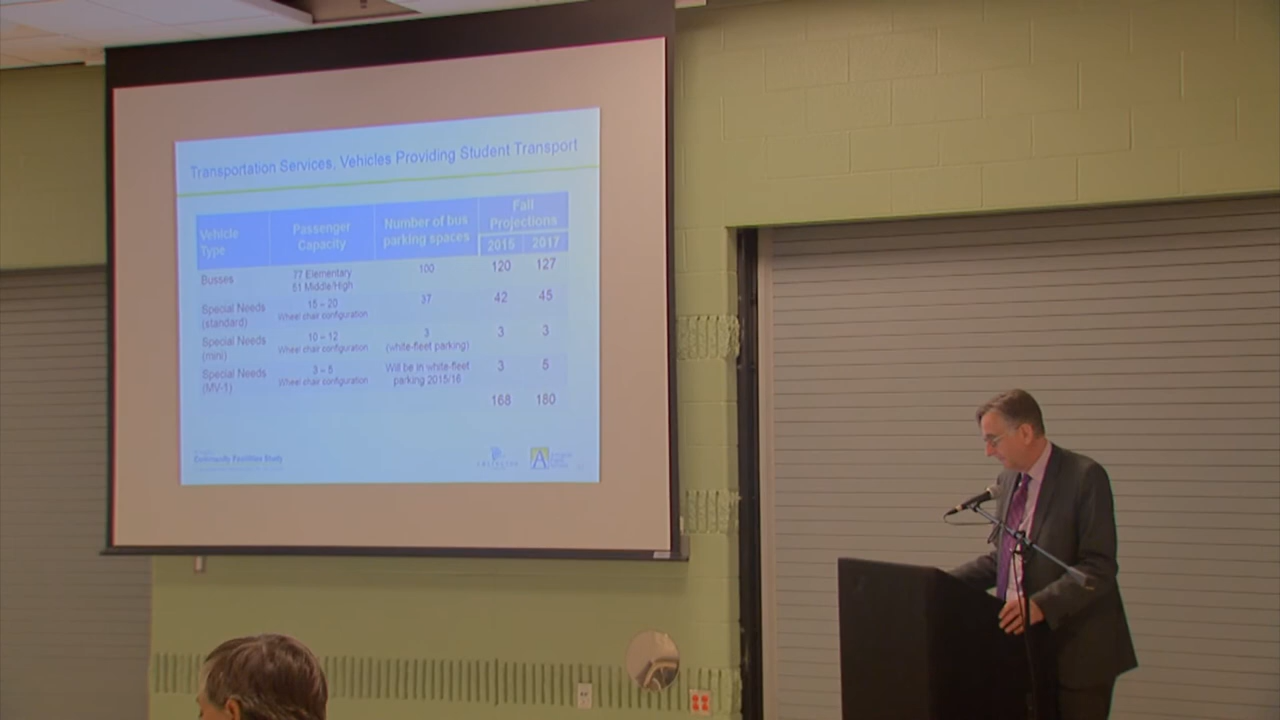 Transportation Services, Vehicles Providing Student Transport
Vehicle
Type
Passenger
Capacity
Number of bus
parking spaces
Fall
Projections
2015 2017
Busses
77 Elementary
61 Middle/High
100
120 127
Special Needs
(standard)
15 – 20
Wheel chair configuration
37
42 45
Special Needs
(mini)
10 – 12
Wheel chair configuration
3
(white-fleet parking)
3 3
Special Needs
(MV-1)
3 – 5
Wheel chair configuration
Will be in white-fleet
parking 2015/16
3 5
168 180
Community Facilities Study
ARLINGTON